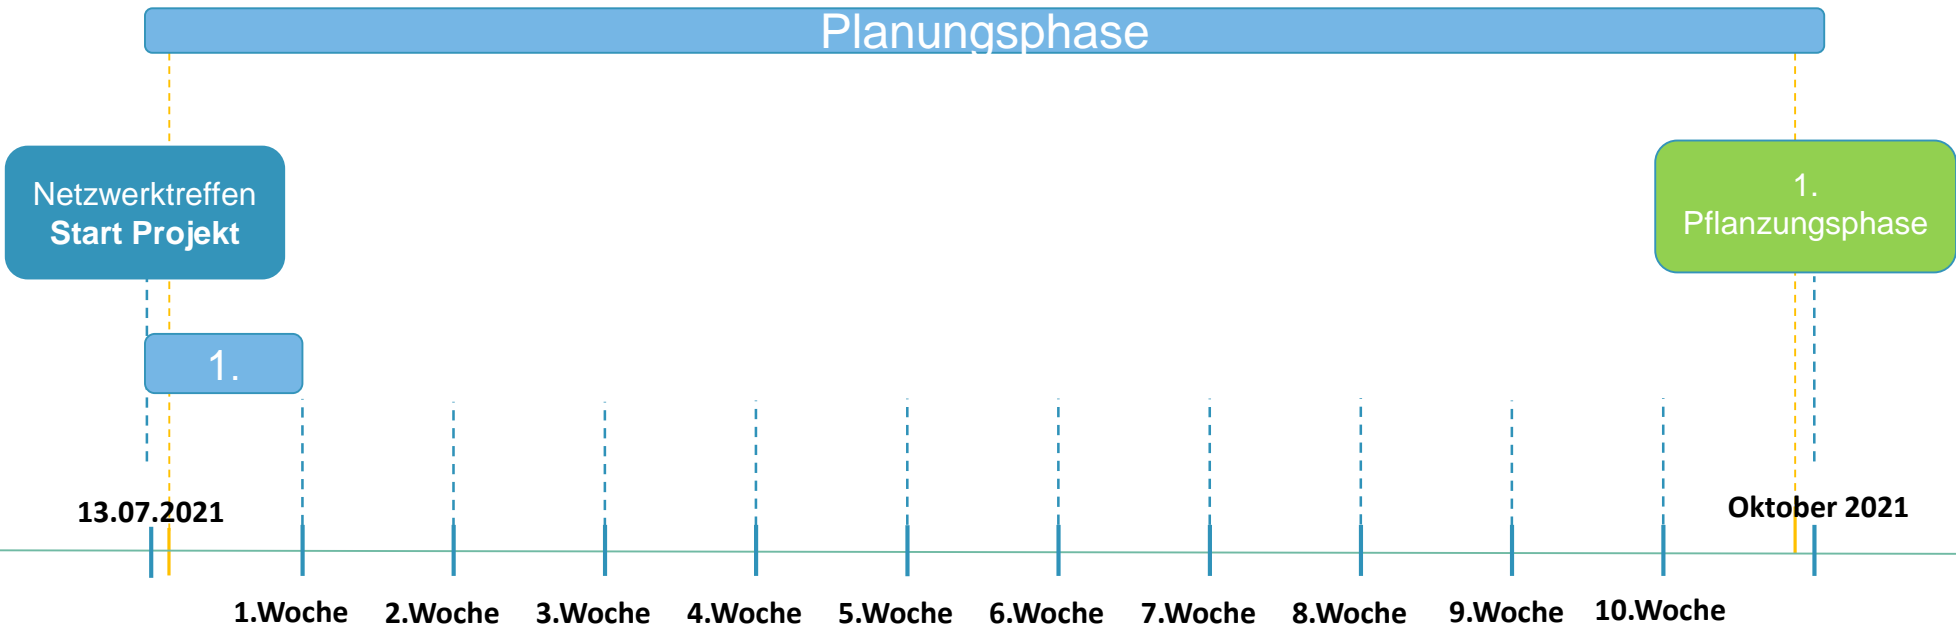 Planungsphase
Netzwerktreffen
Start Projekt
1.
Pflanzungsphase
1.
13.07.2021
Oktober 2021
1.Woche
2.Woche
3.Woche
4.Woche
5.Woche
6.Woche
7.Woche
8.Woche
9.Woche
10.Woche